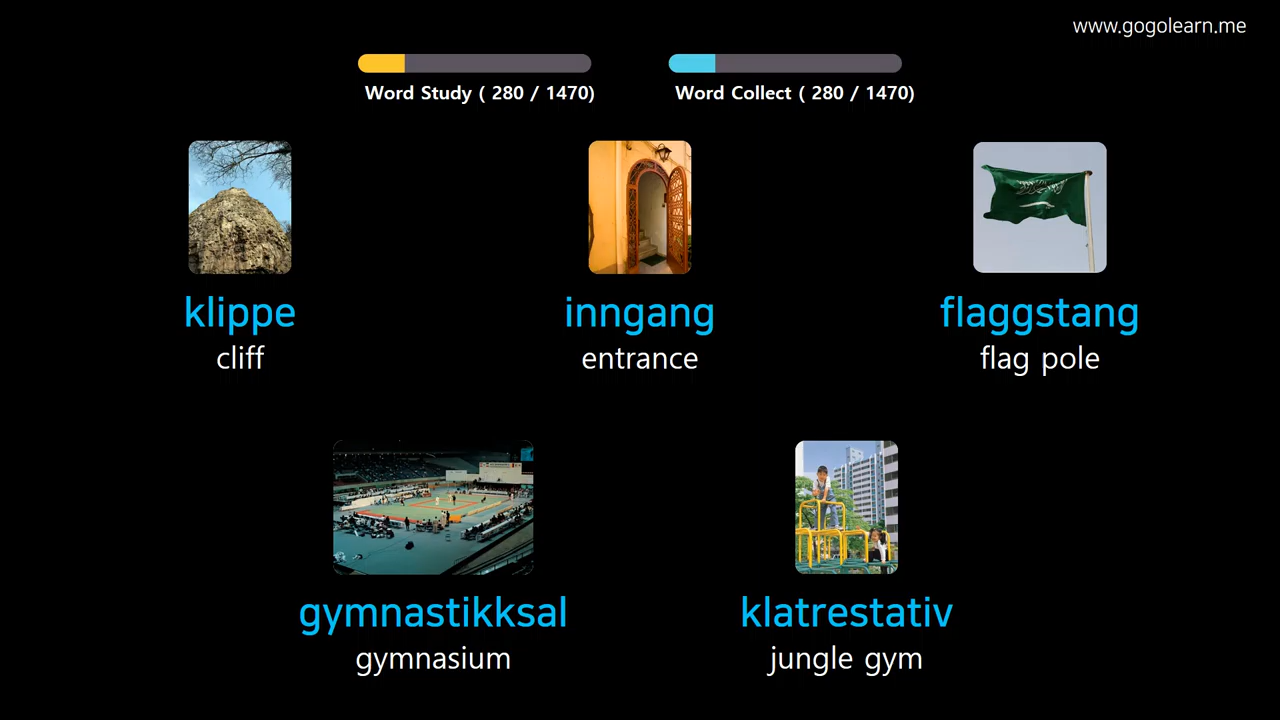 www.gogolearn.me
Word Study ( 280 / 1470)
Word Collect ( 280 / 1470)
klippe
cliff
inngang
entrance
flaggstang
flag pole
gymnastikksal
gymnasium
klatrestativ
jungle gym